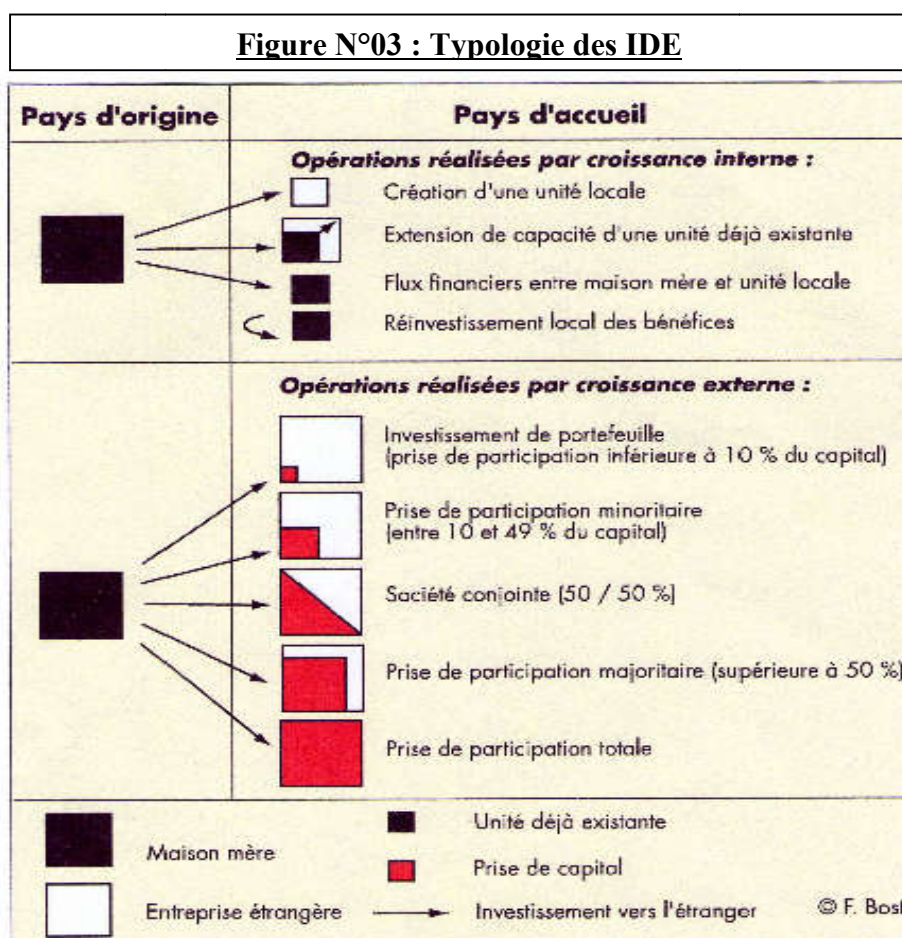 Figure N°03 : Typologie des IDE
Pays d'origine
Pays d'accueil
Opérations réalisées par croissance interne :
Création d'une unité locale
Extension de capacité d'une unité déjà existante
Flux financiers entre maison mère et unité locale
Réinvestissement local des bénéfices
Opérations réalisées par croissance externe :
Investissement de portefeuille
(prise de participation inférieure à 10 % du capital)
Prise de participation minoritaire
(entre 10 et 49 % du capital)
Société conjointe (50 / 50 %)
Prise de participation majoritaire (supérieure à 50 %)
Prise de participation totale
Maison mère
Unité déjà existante
Prise de capital
Entreprise étrangère
Investissement vers l'étranger
© F. Bost